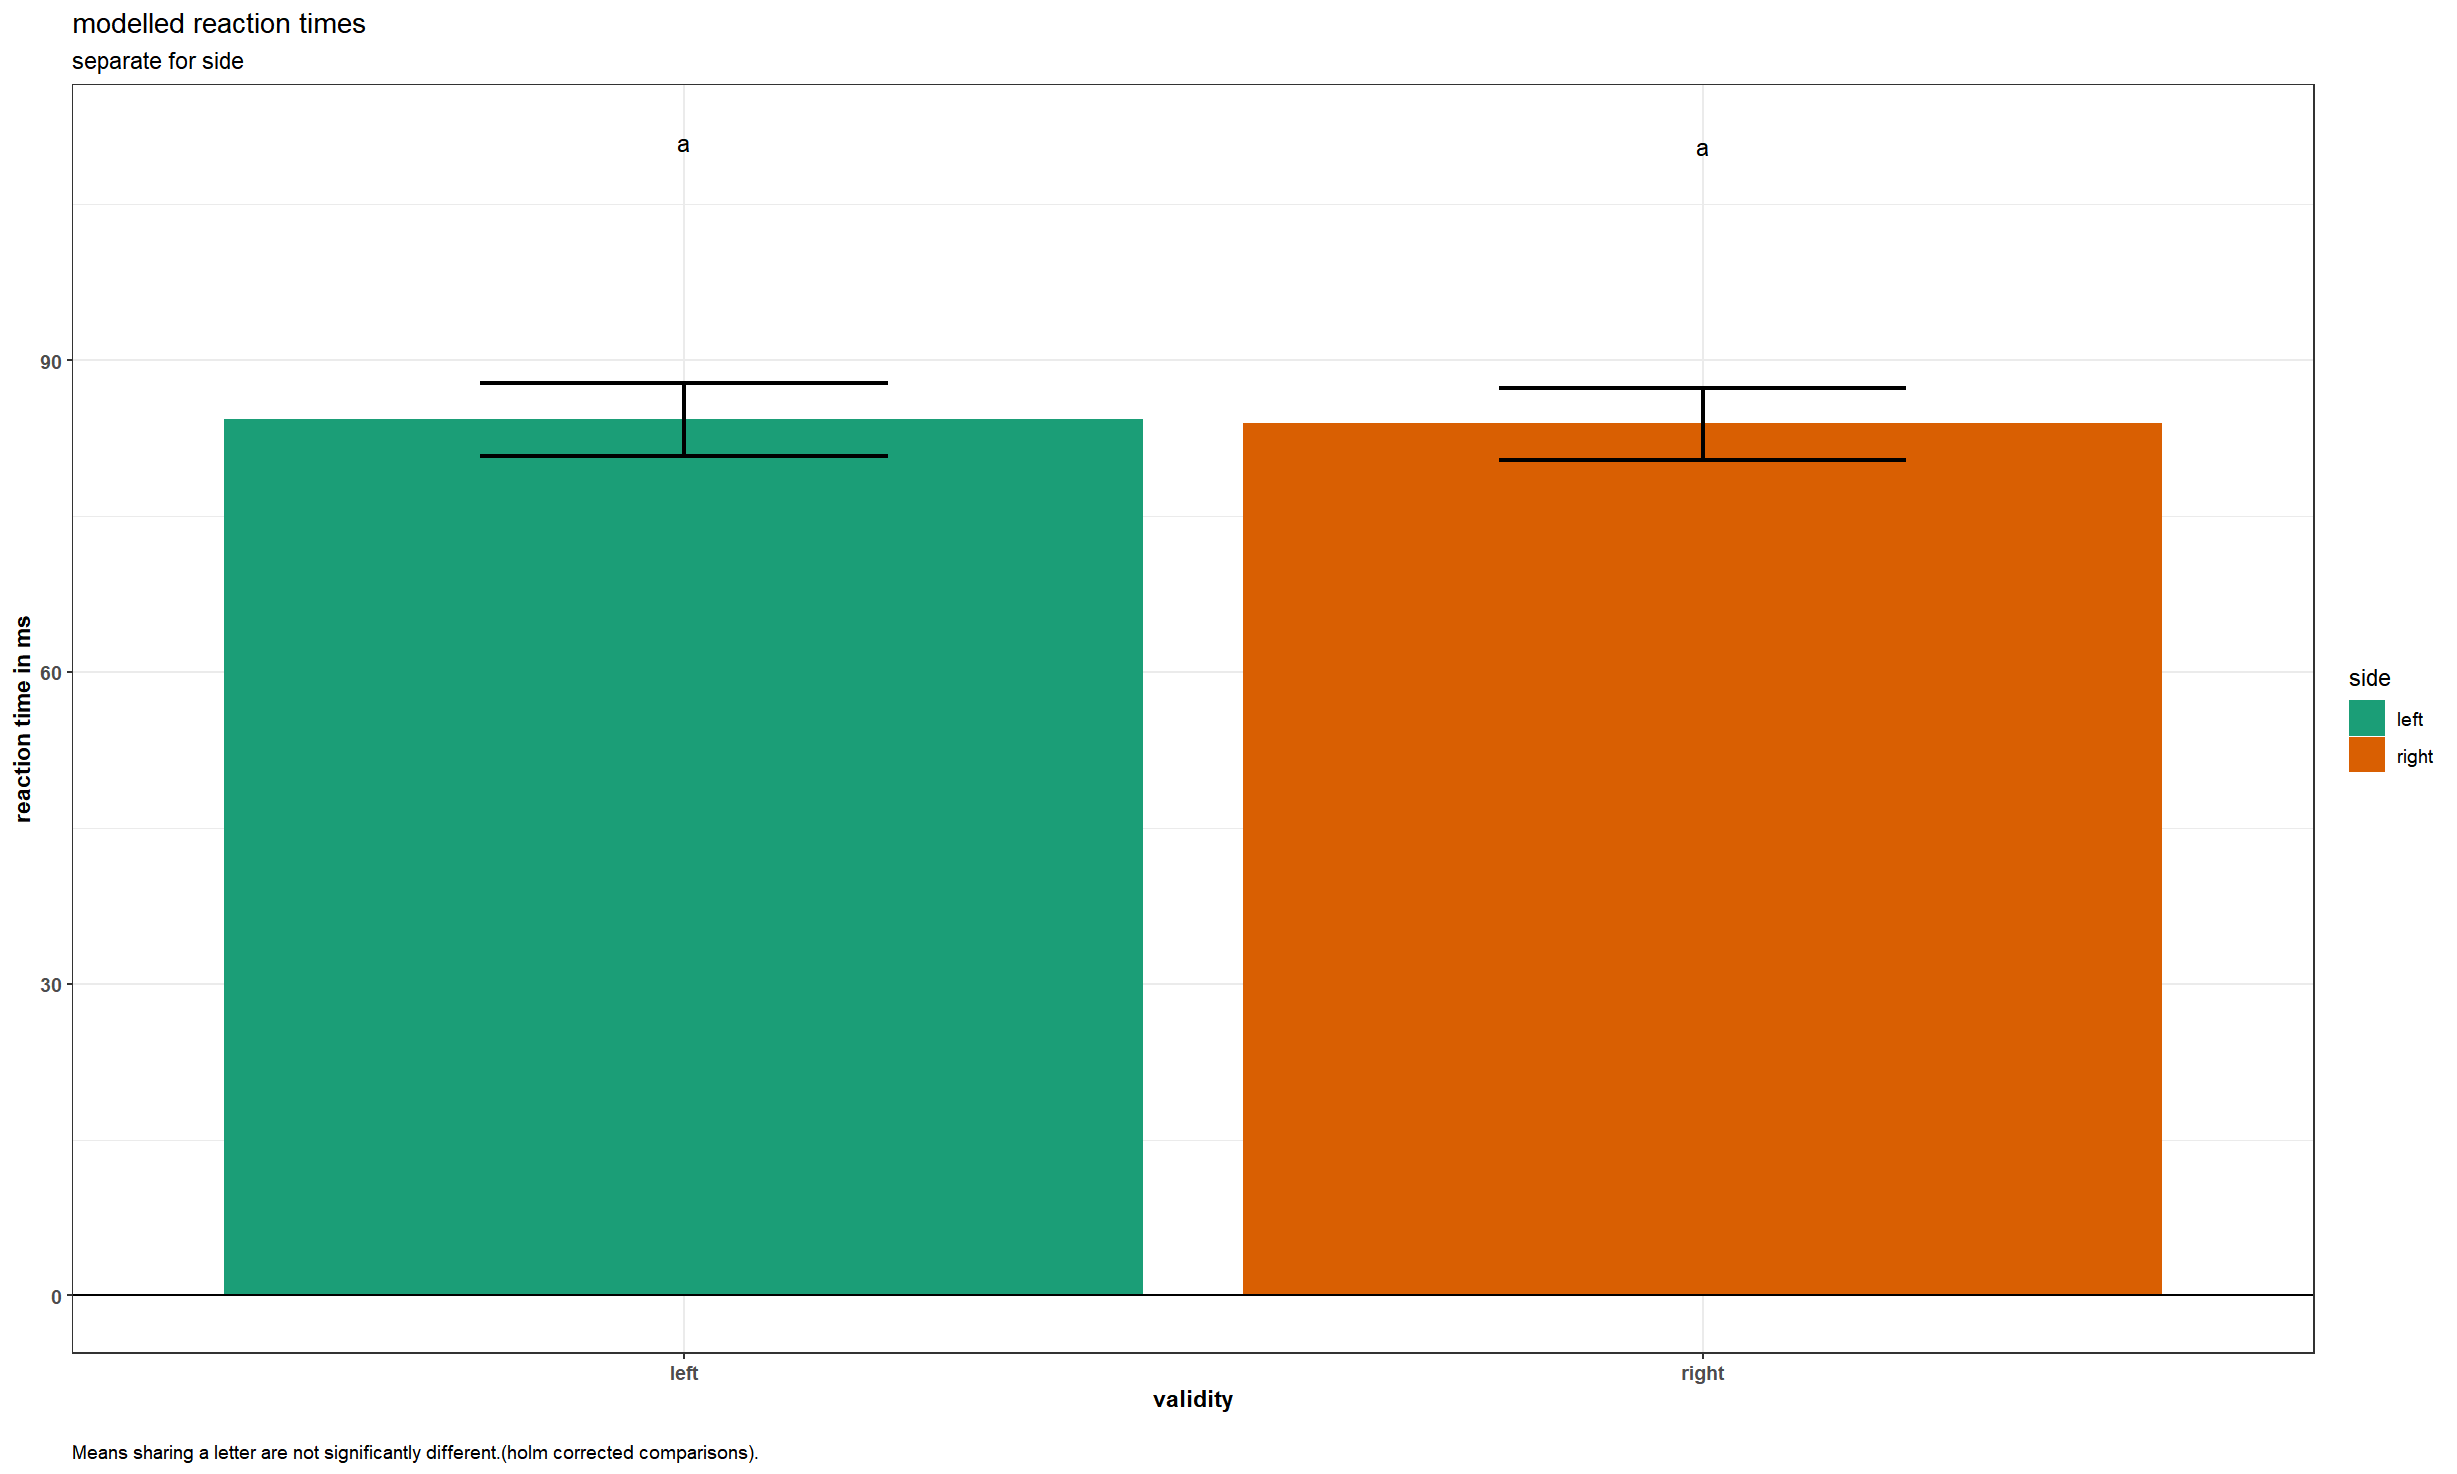 modelled reaction times
separate for side
a
a
90
60
30
0
reaction time in ms
left
right
validity
side
left
right
Means sharing a letter are not significantly different.(holm corrected comparisons).